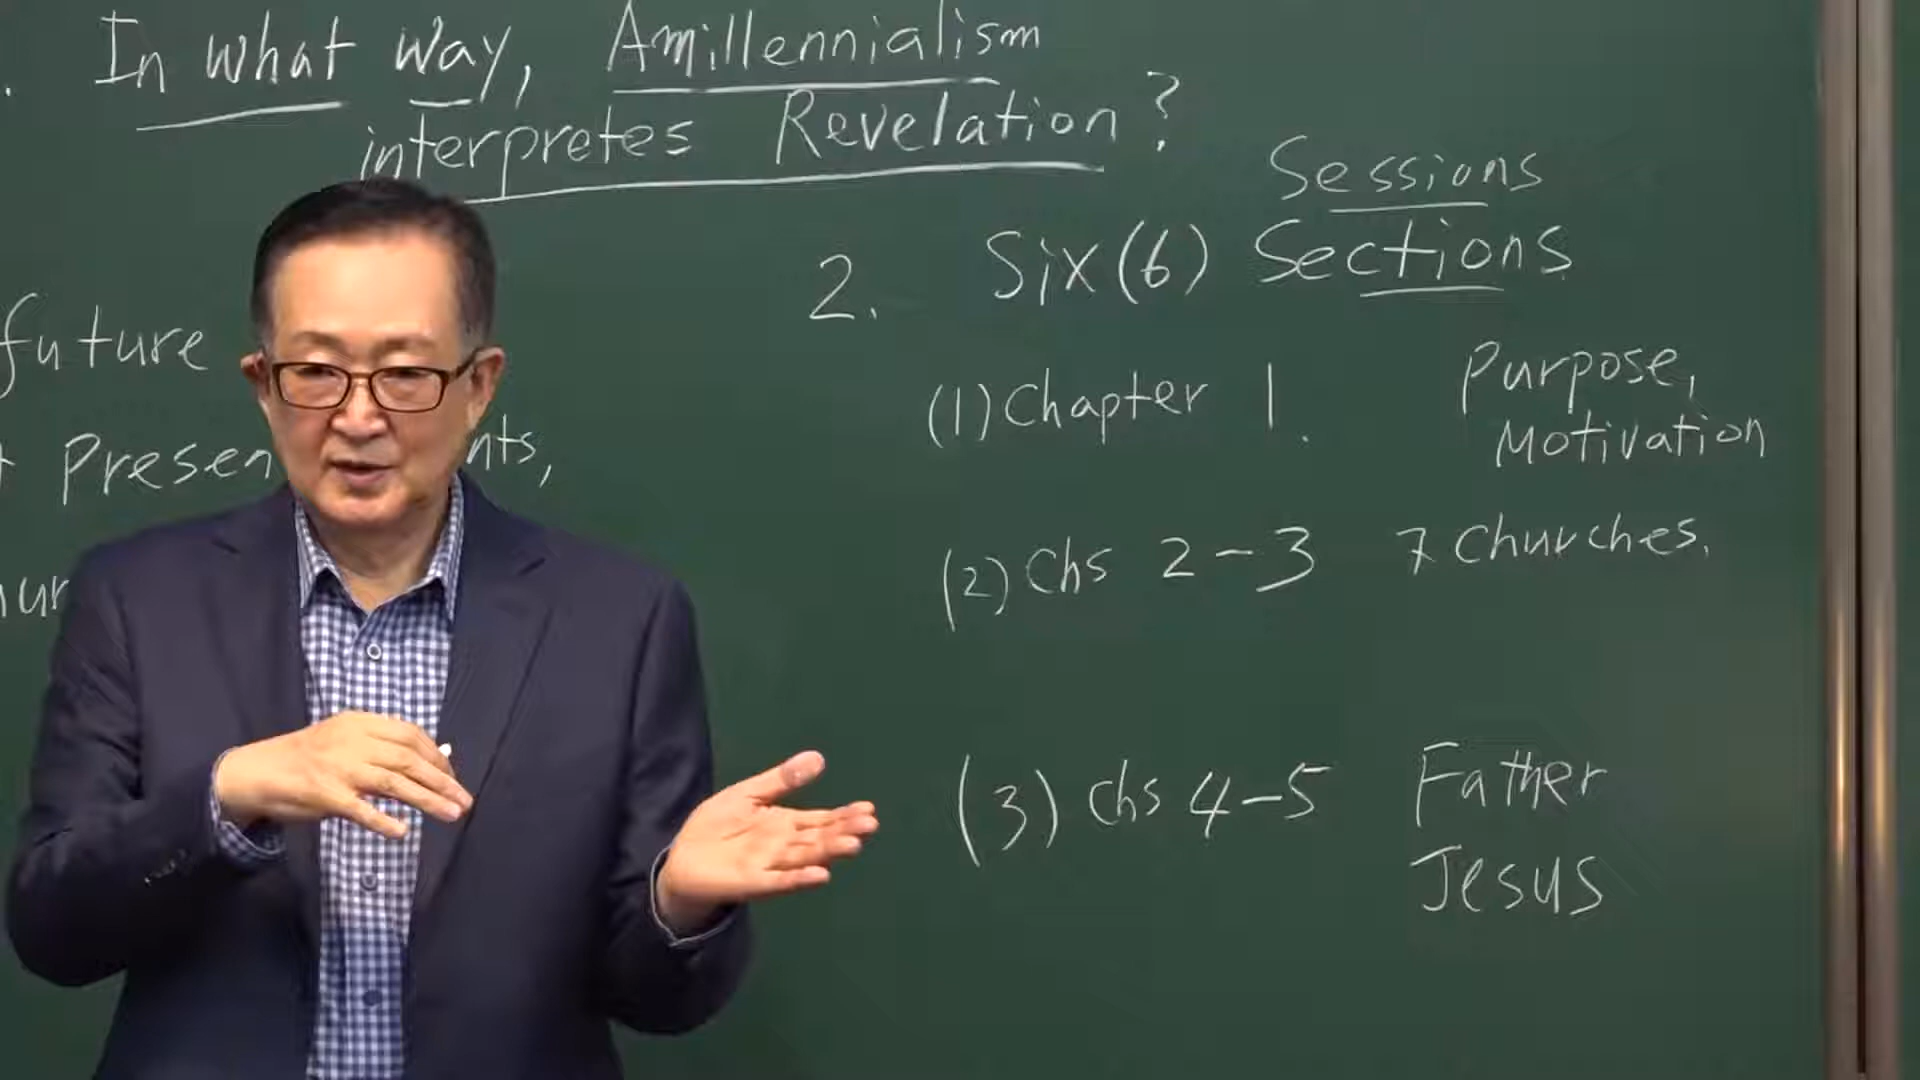 . In what way, Amillennialism
interpretes Revelation?
future
Presen nts,
Sessions
2. Six (6) Sections
(1) Chapter 1. Purpose,
Motivation
(2) Chs 2-3 7 Churches.
(3) Chs 4-5 Father
Jesus